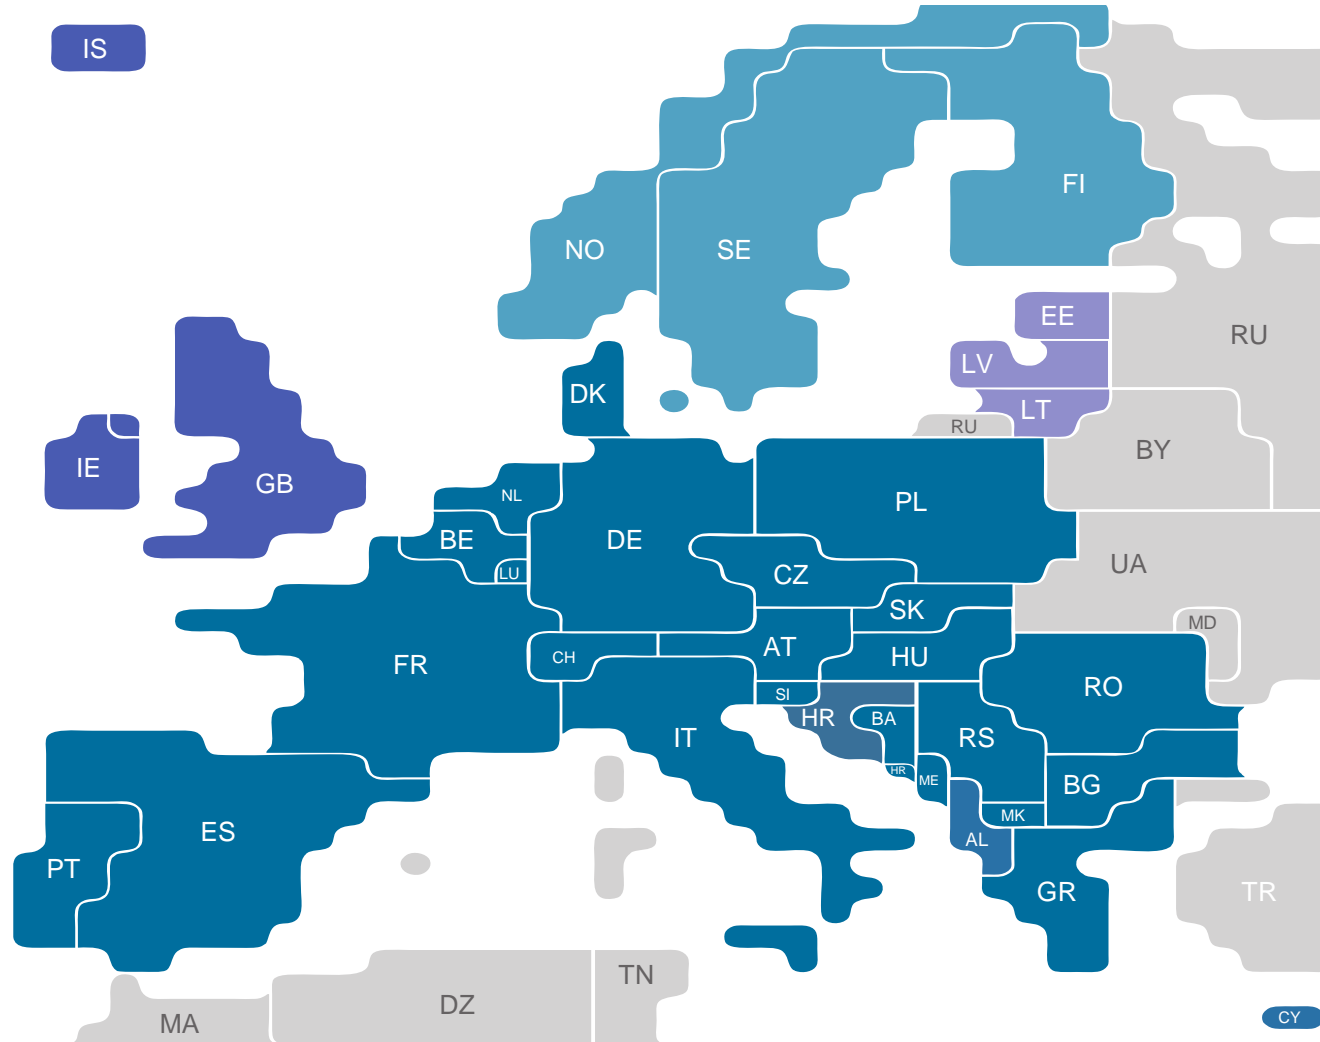 IS
FI
NO
SE
EE
RU
LV
DK
LT
RU
BY
IE
GB
NL
PL
BE
DE
UA
LU
CZ
SK
MD
AT
CH
FR
HU
RO
SI
HR
BA
IT
RS
HR
ME
BG
MK
ES
AL
PT
GR
TR
TN
DZ
CY
MA